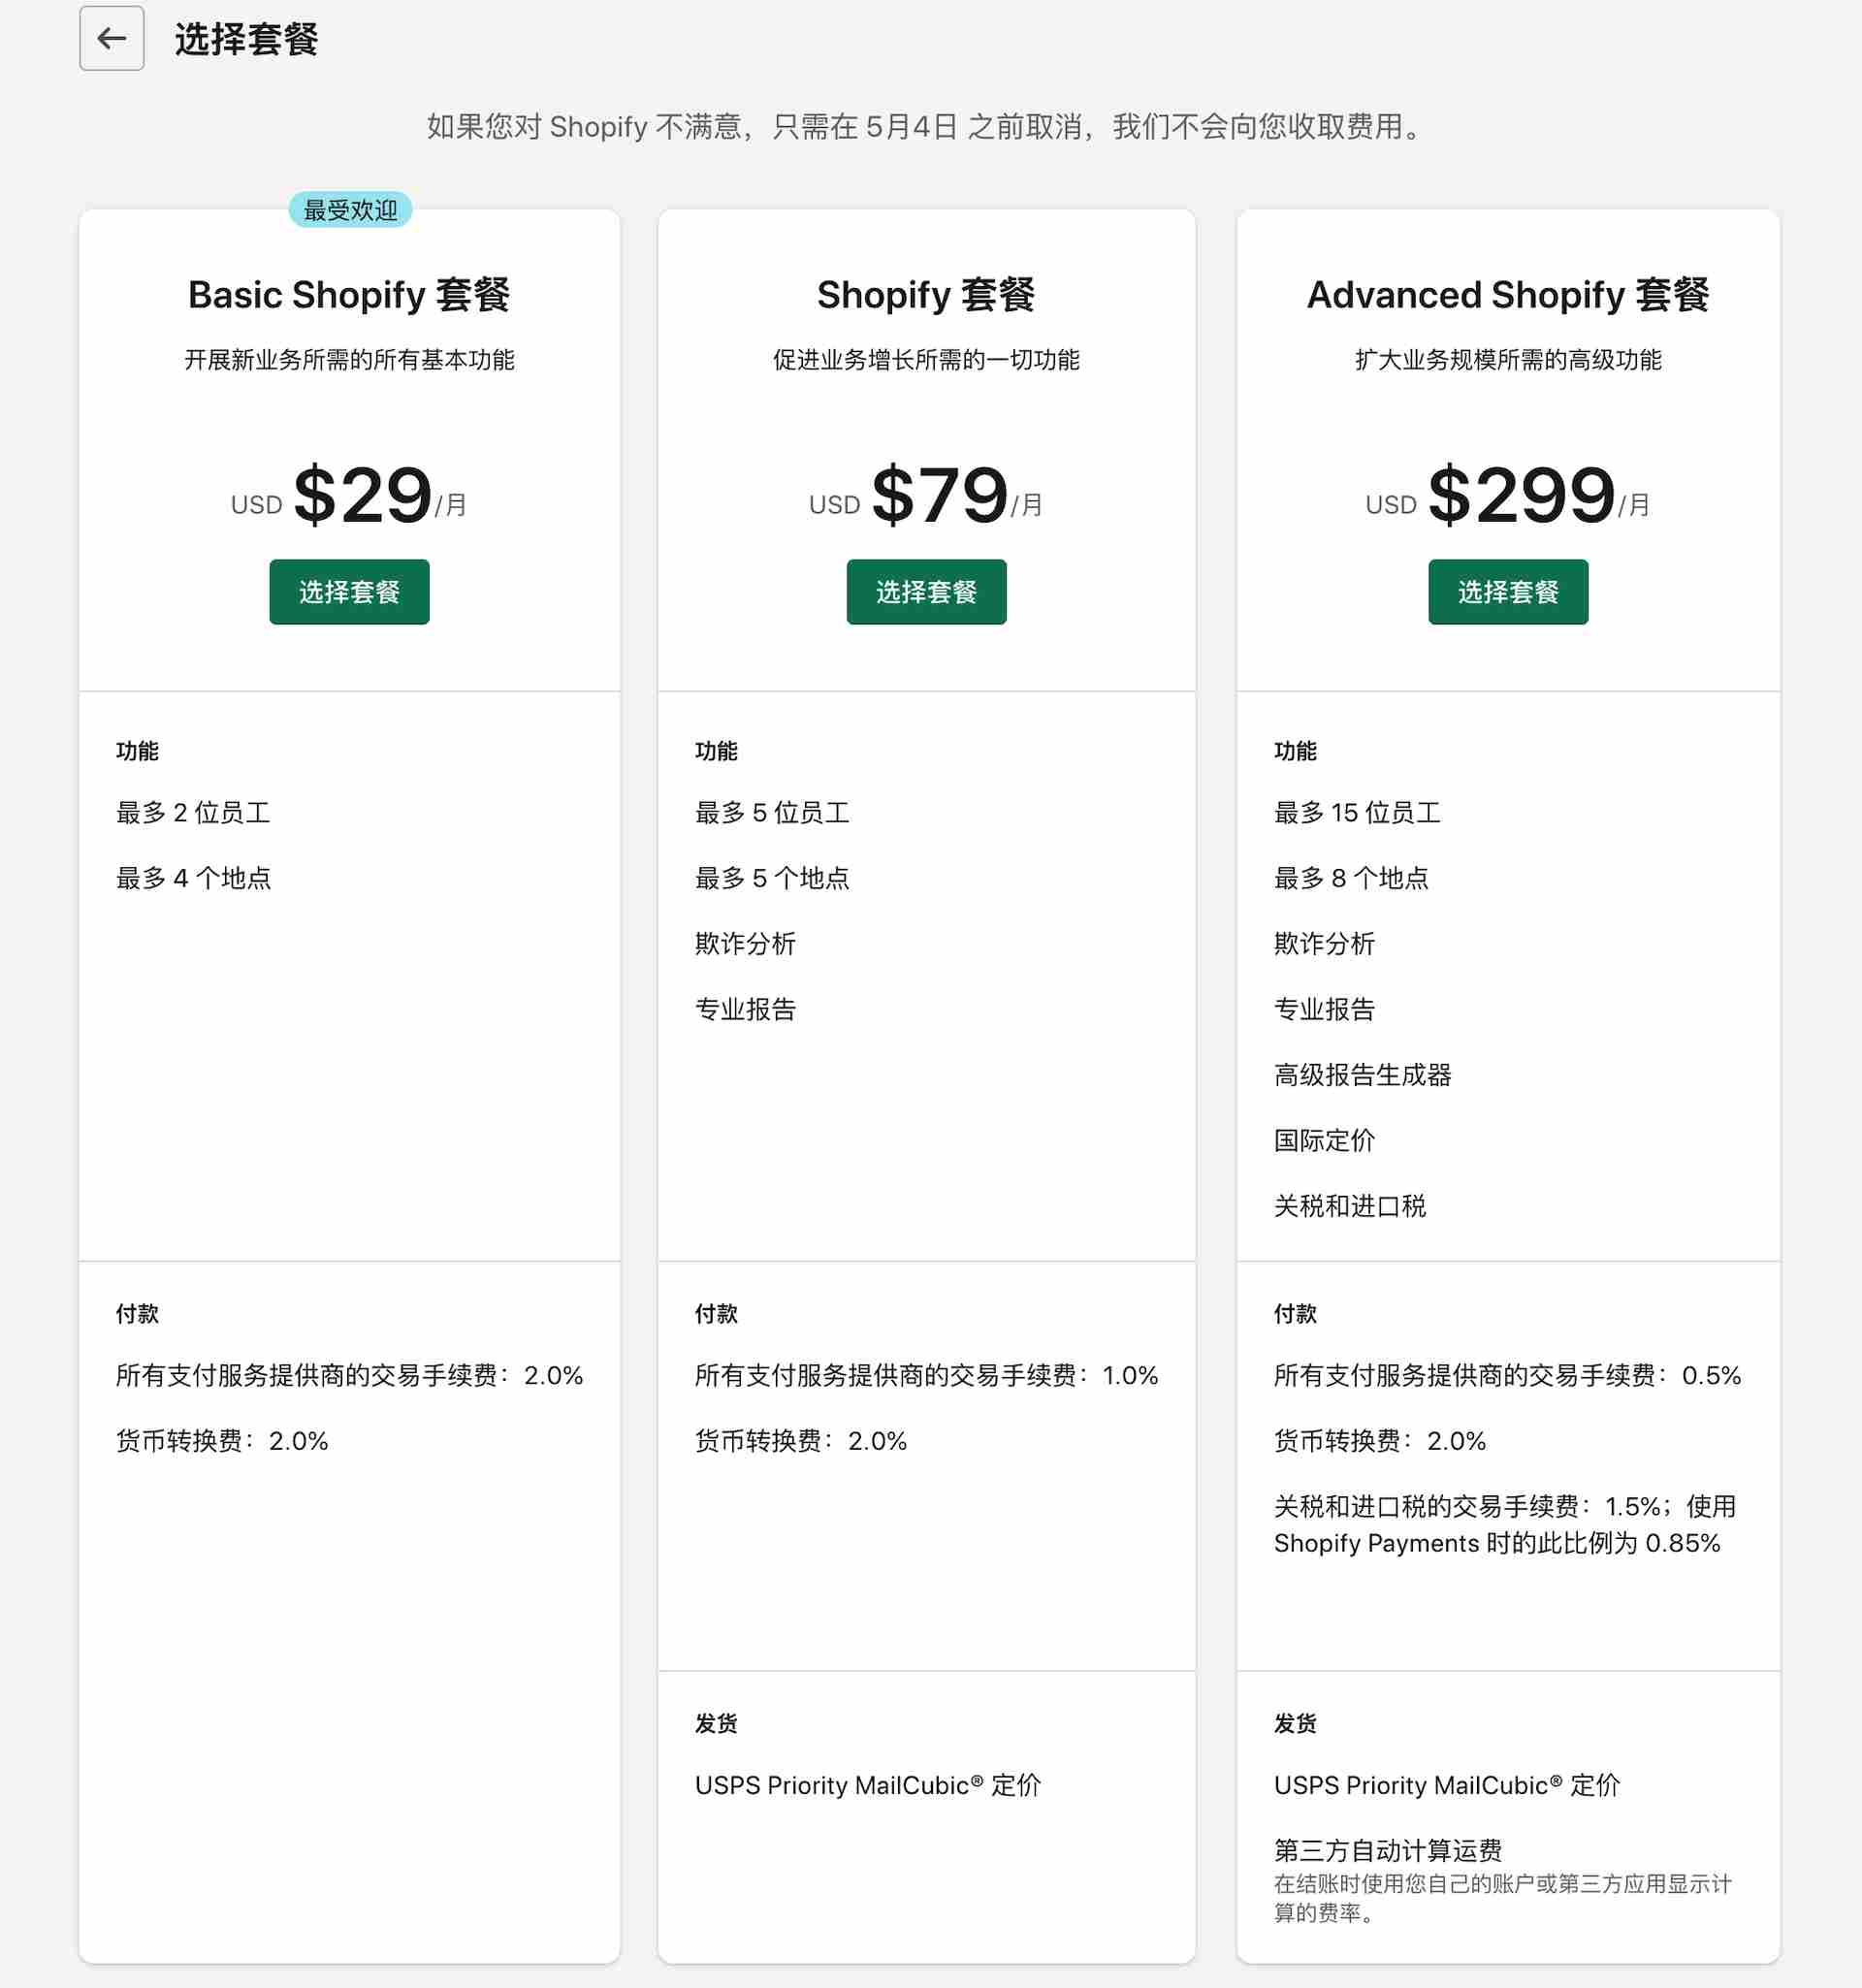 选择套餐
如果您对 Shopify 不满意，只需在 5月4日 之前取消，我们不会向您收取费用。
最受欢迎
Basic Shopify 套餐
开展新业务所需的所有基本功能
USD $29/月
选择套餐
功能
最多 2 位员工
最多 4 个地点
付款
所有支付服务提供商的交易手续费：2.0%
货币转换费：2.0%
Shopify 套餐
促进业务增长所需的一切功能
USD $79/月
选择套餐
功能
最多 5 位员工
最多 5 个地点
欺诈分析
专业报告
付款
所有支付服务提供商的交易手续费：1.0%
货币转换费：2.0%
发货
USPS Priority MailCubic® 定价
Advanced Shopify 套餐
扩大业务规模所需的高级功能
USD $299/月
选择套餐
功能
最多 15 位员工
最多 8 个地点
欺诈分析
专业报告
高级报告生成器
国际定价
关税和进口税
付款
所有支付服务提供商的交易手续费：0.5%
货币转换费：2.0%
关税和进口税的交易手续费：1.5%；使用
Shopify Payments 时的此比例为 0.85%
发货
USPS Priority MailCubic® 定价
第三方自动计算运费
在结账时使用您自己的账户或第三方应用显示计
算的费率。